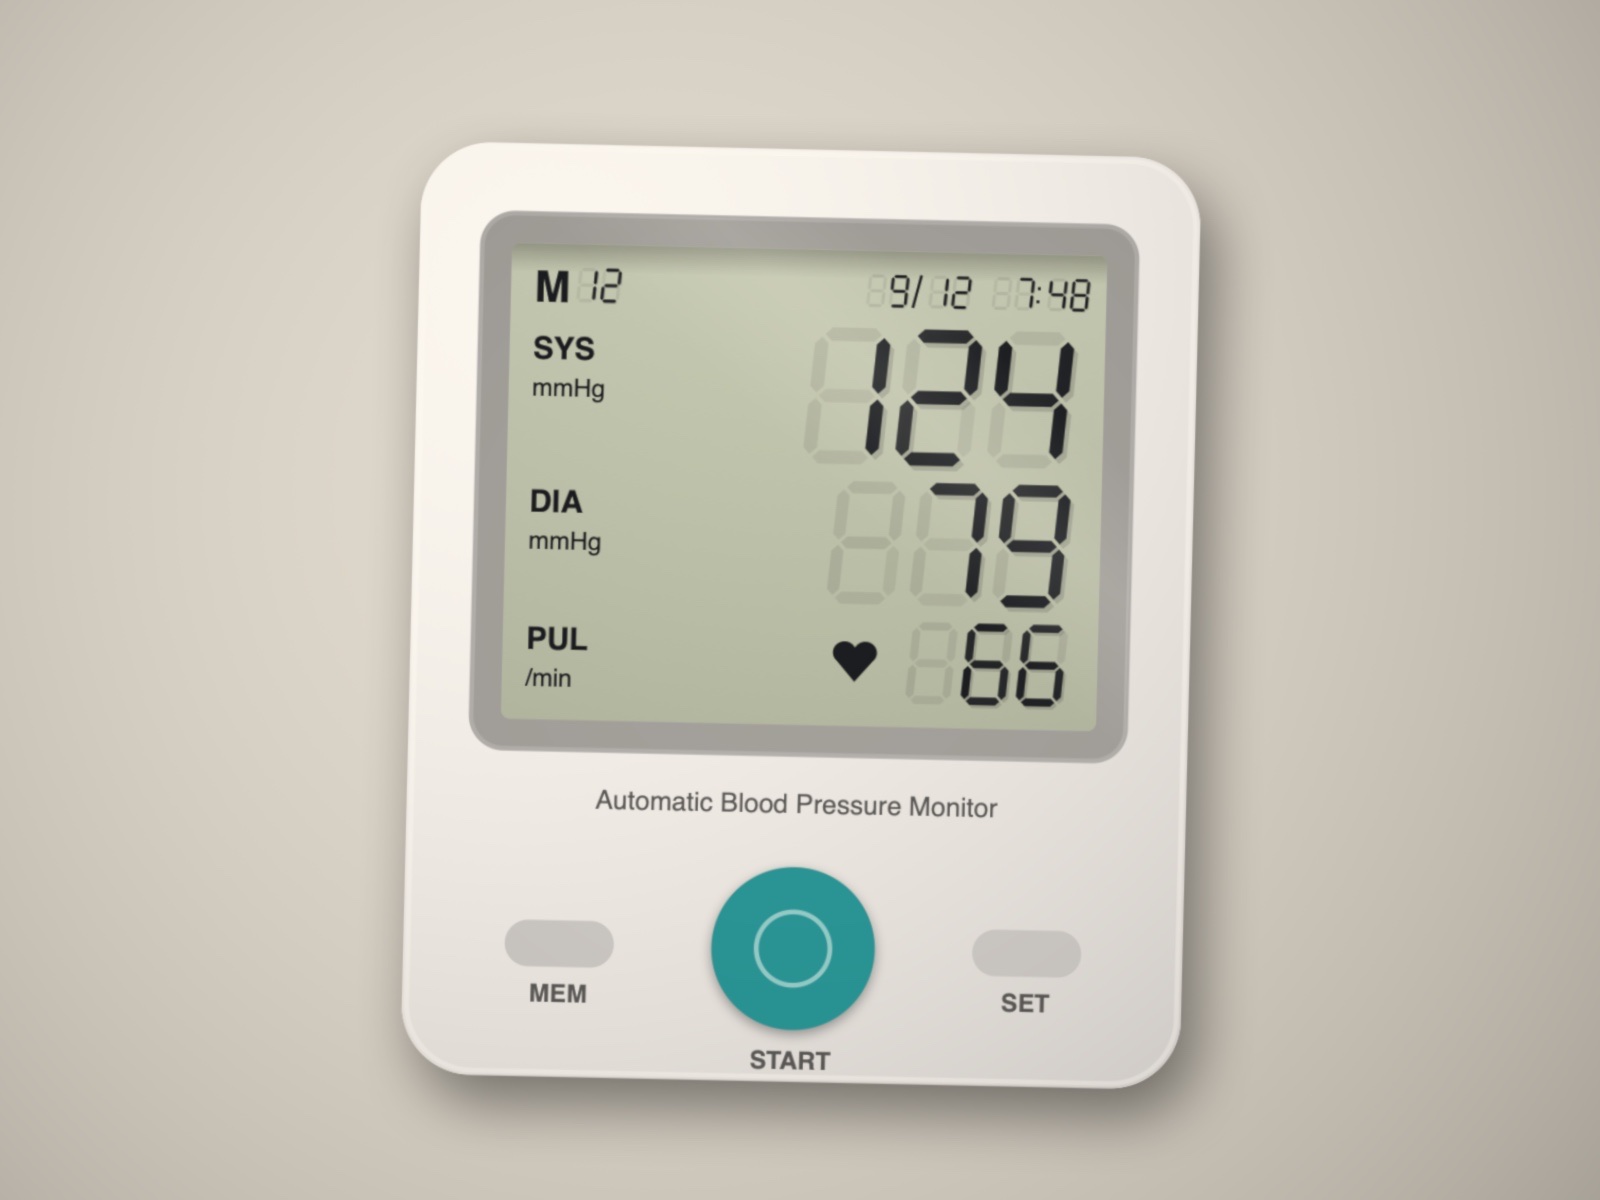 M 12 9/12 7:48
SYS 124
mmHg
DIA 79
mmHg
PUL 66
/min
Automatic Blood Pressure Monitor
MEM
SET
START